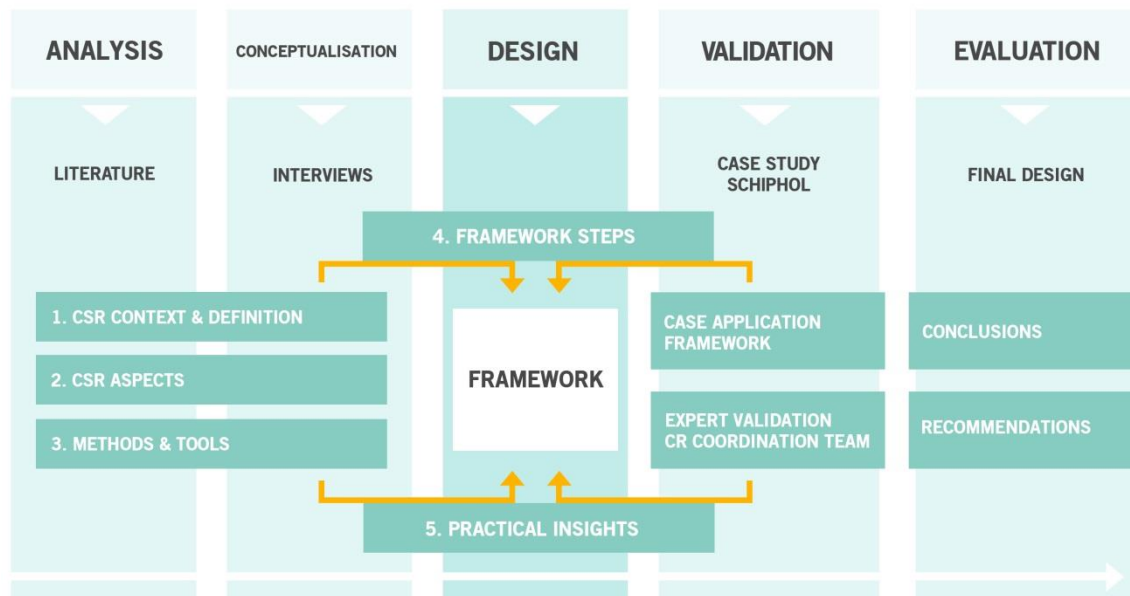 ANALYSIS
CONCEPTUALISATION
DESIGN
VALIDATION
EVALUATION
LITERATURE
INTERVIEWS
CASE STUDY
SCHIPHOL
FINAL DESIGN
4. FRAMEWORK STEPS
1. CSR CONTEXT & DEFINITION
2. CSR ASPECTS
3. METHODS & TOOLS
FRAMEWORK
CASE APPLICATION
FRAMEWORK
EXPERT VALIDATION
CR COORDINATION TEAM
CONCLUSIONS
RECOMMENDATIONS
5. PRACTICAL INSIGHTS